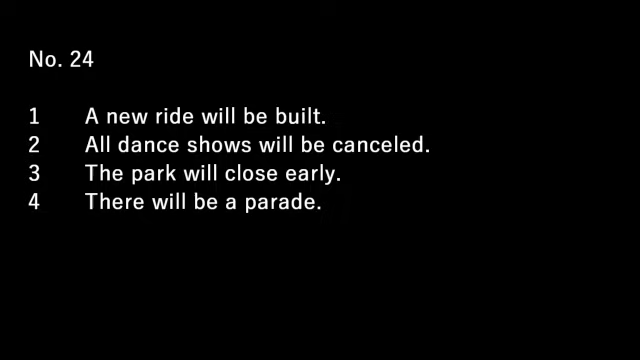 No. 24
1 A new ride will be built.
2 All dance shows will be canceled.
3 The park will close early.
4 There will be a parade.